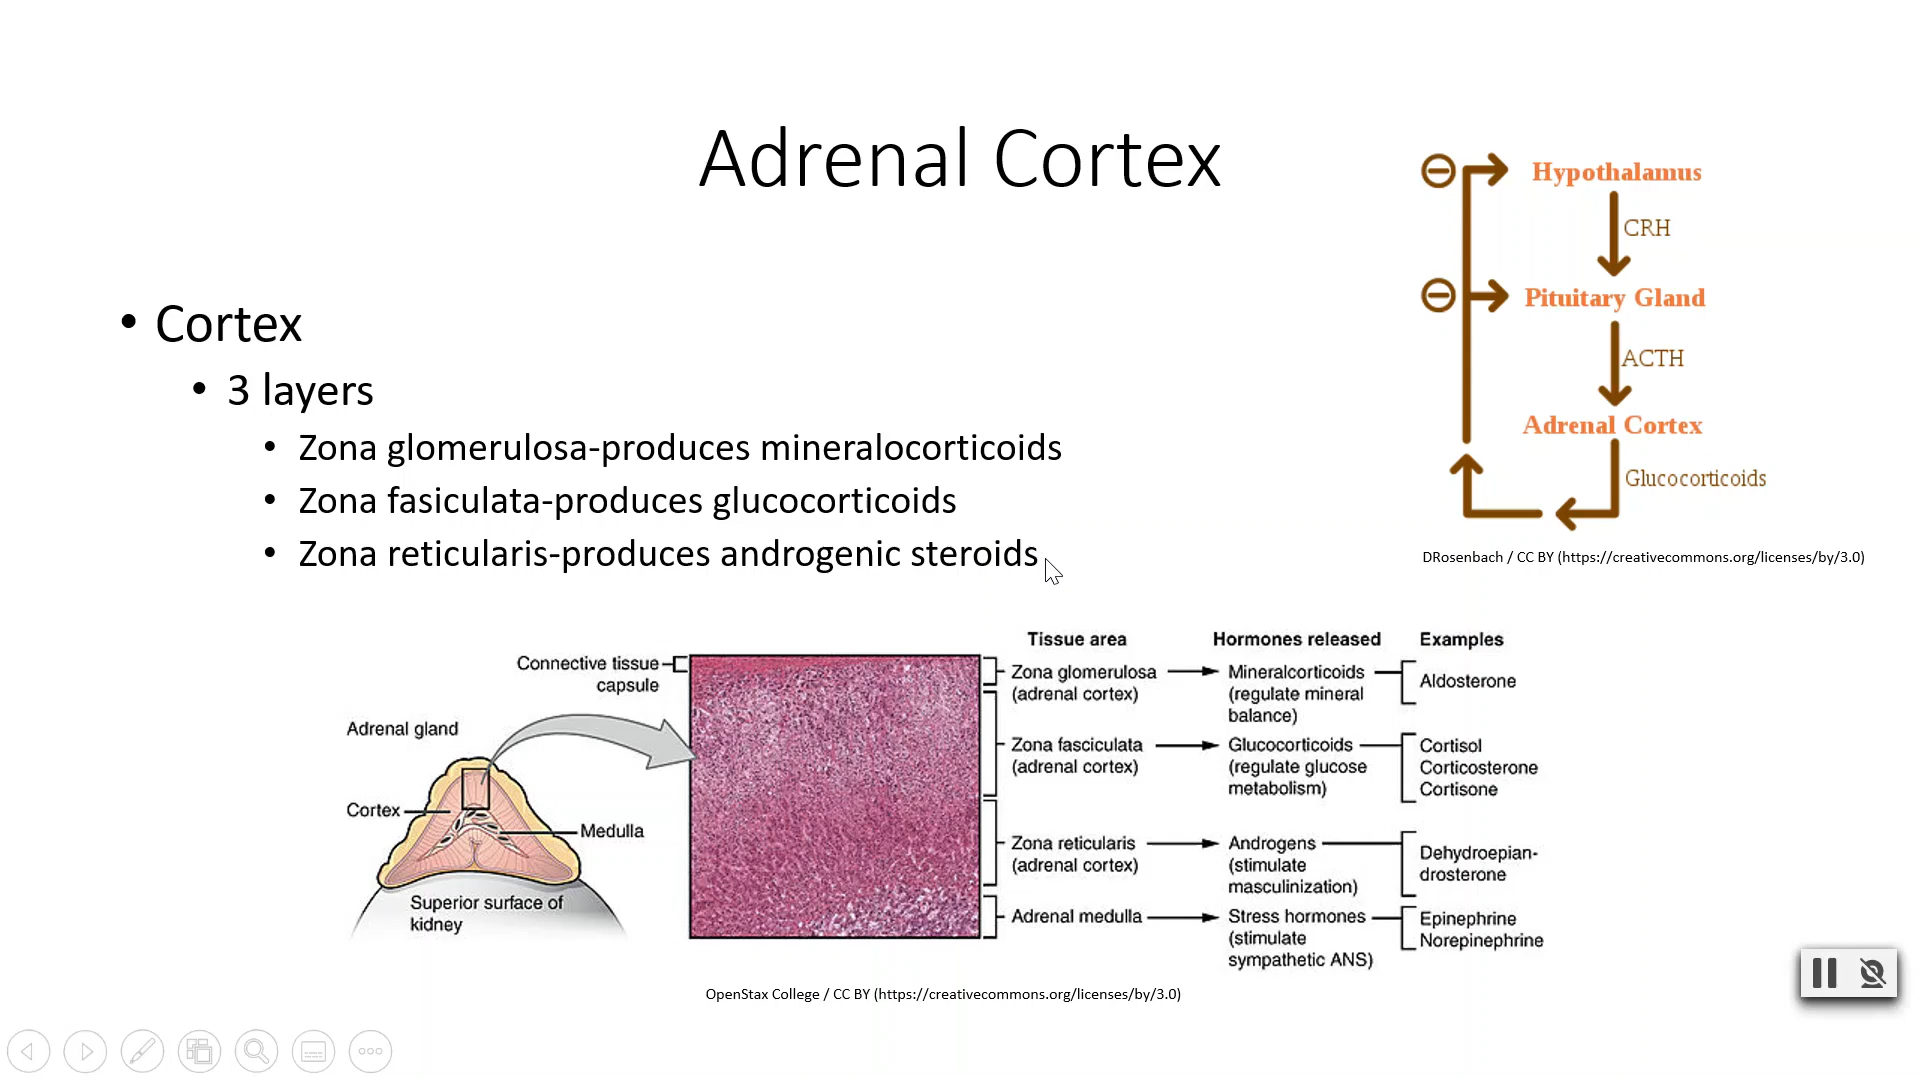 Adrenal Cortex
• Cortex
• 3 layers
• Zona glomerulosa-produces mineralocorticoids
• Zona fasiculata-produces glucocorticoids
• Zona reticularis-produces androgenic steroids
Hypothalamus
CRH
Pituitary Gland
ACTH
Adrenal Cortex
Glucocorticoids
DRosenbach / CC BY (https://creativecommons.org/licenses/by/3.0)
Connective tissue
capsule
Adrenal gland
Cortex
Medulla
Superior surface of
kidney
Tissue area
Hormones released
Examples
Zona glomerulosa
(adrenal cortex)
Mineralcorticoids
(regulate mineral
balance)
Aldosterone
Zona fasciculata
(adrenal cortex)
Glucocorticoids
(regulate glucose
metabolism)
Cortisol
Corticosterone
Cortisone
Zona reticularis
(adrenal cortex)
Androgens
(stimulate
masculinization)
Dehydroepian-
drosterone
Adrenal medulla
Stress hormones
(stimulate
sympathetic ANS)
Epinephrine
Norepinephrine
OpenStax College / CC BY (https://creativecommons.org/licenses/by/3.0)